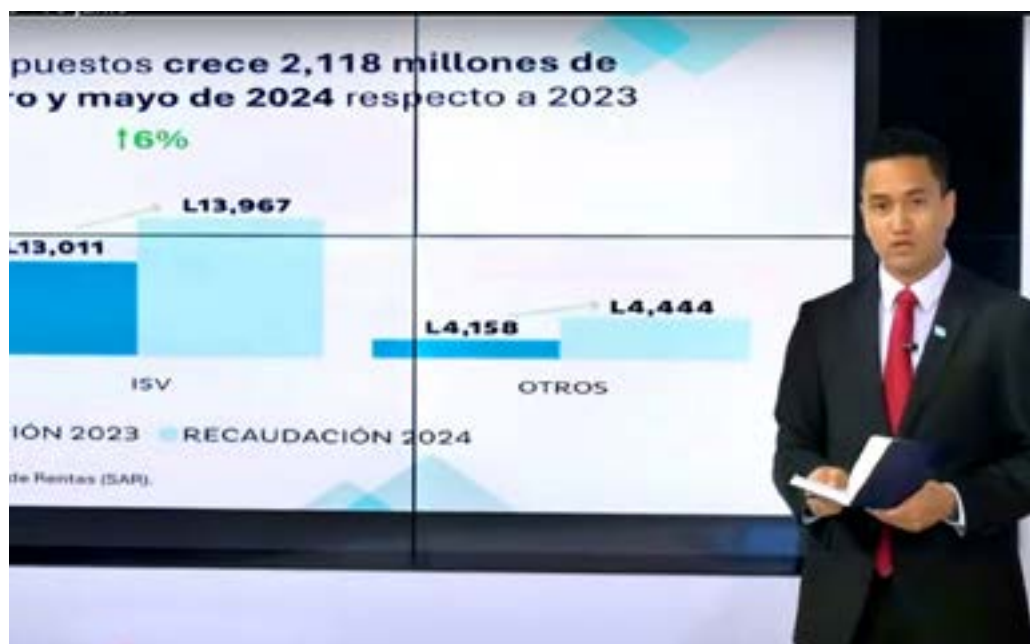 puestos crece 2,118 millones de
ro y mayo de 2024 respecto a 2023
↑6%
L13,967
L13,011
L4,158
L4,444
ISV
OTROS
IÓN 2023 RECAUDACIÓN 2024
de Rentas (SAR).